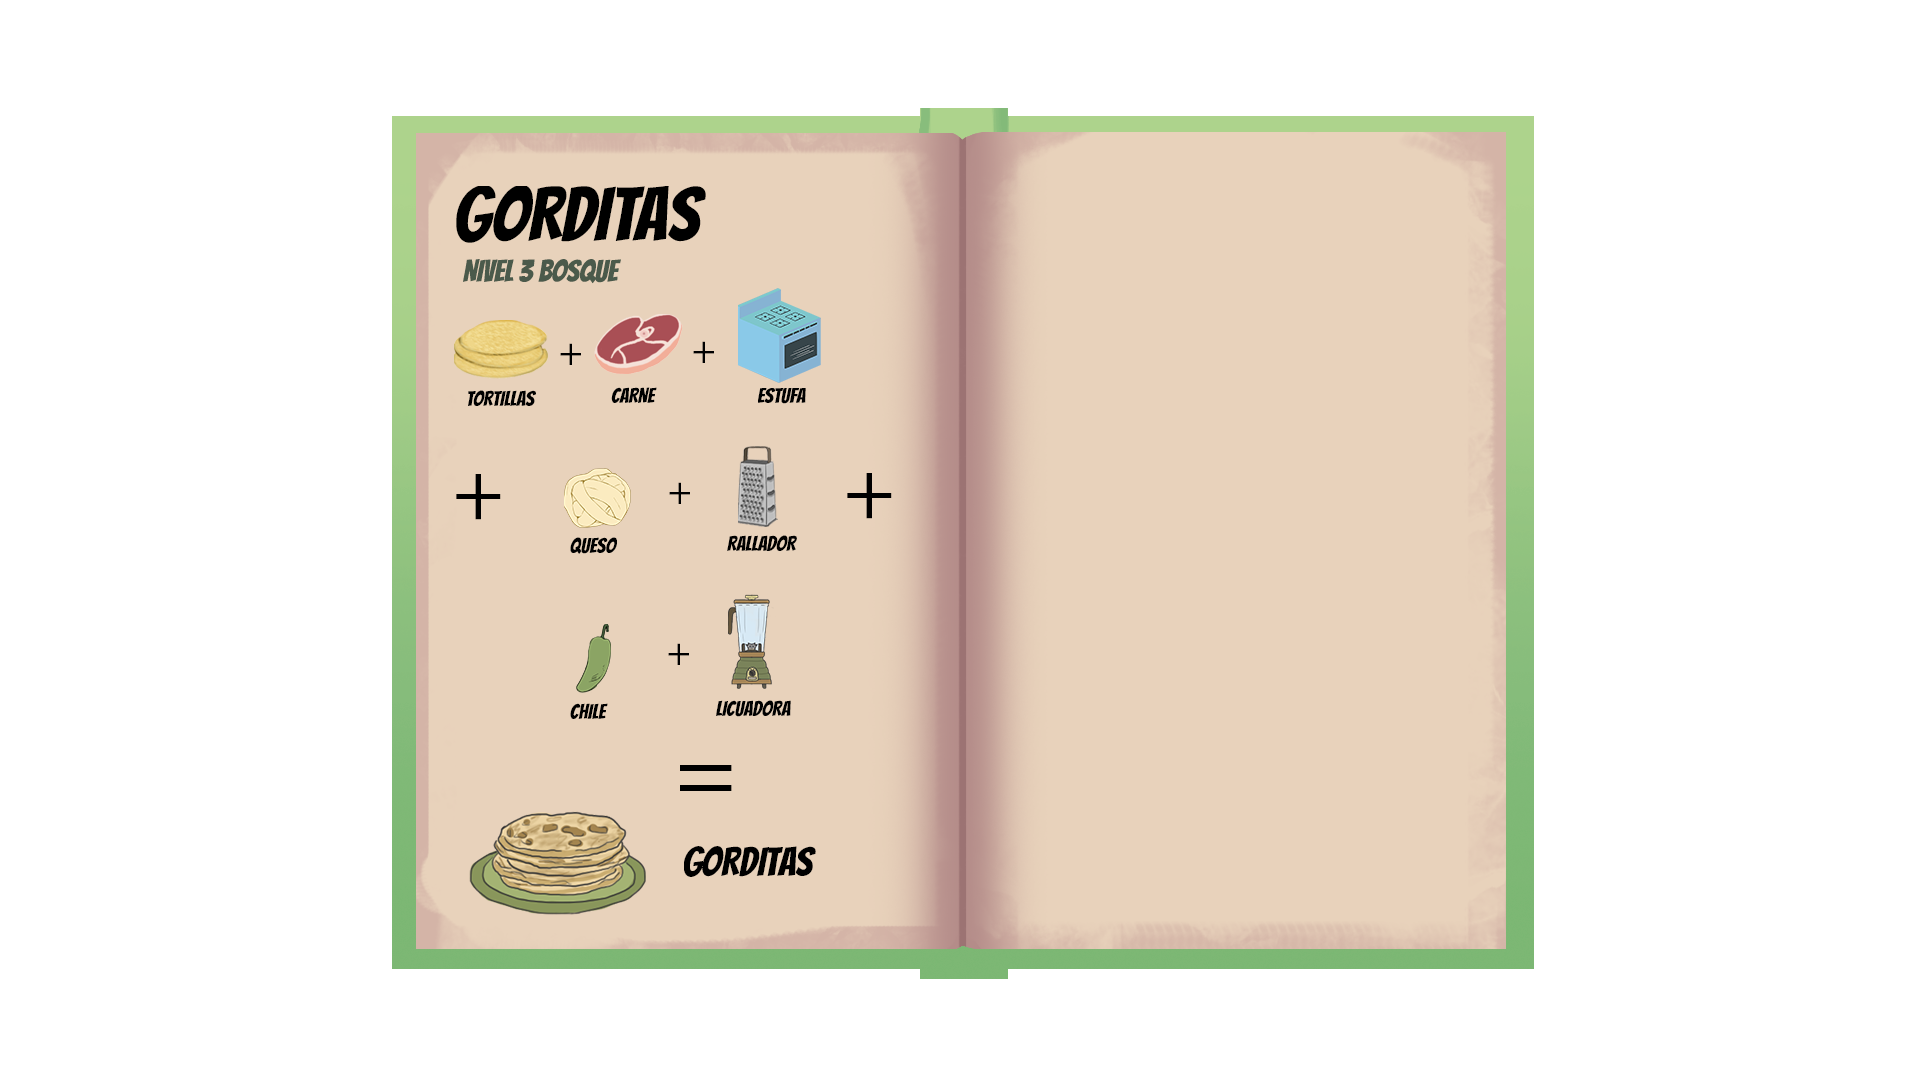 GORDITAS
NIVEL 3 BOSQUE
+ +
TORTILLAS CARNE ESTUFA
+ + +
QUESO RALLADOR
+
CHILE LICUADORA
=
GORDITAS